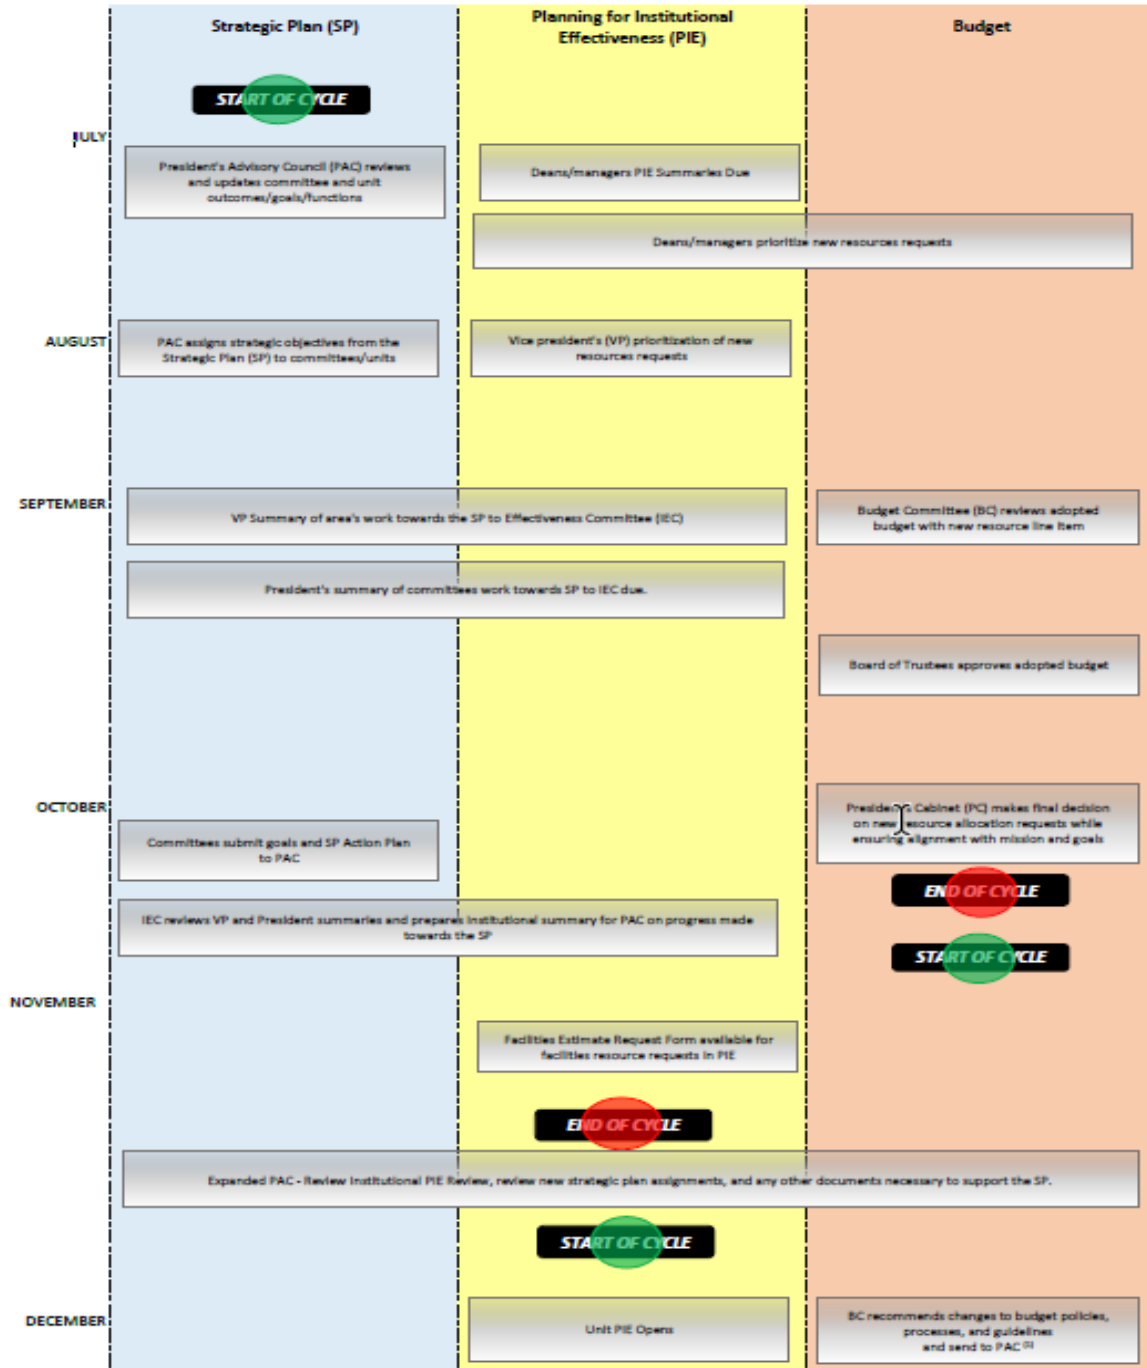 Strategic Plan (SP)
Planning for Institutional
Effectiveness (PIE)
Budget
START OF CYCLE
JULY
President's Advisory Council (PAC) reviews
and updates committee and unit
outcomes/goals/functions
Deans/managers PIE Summaries Due
Deans/managers prioritize new resources requests
AUGUST
PAC assigns strategic objectives from the
Strategic Plan (SP) to committees/units
Vice president's (VP) prioritization of new
resources requests
SEPTEMBER
VP Summary of area's work towards the SP to Effectiveness Committee (IEC)
Budget Committee (BC) reviews adopted
budget with new resource line item
President's summary of committees work towards SP to IEC due.
Board of Trustees approves adopted budget
OCTOBER
President's Cabinet (PC) makes final decision
on new resource allocation requests while
ensuring alignment with mission and goals
Committees submit goals and SP Action Plan
to PAC
END OF CYCLE
IEC reviews VP and President summaries and prepares institutional summary for PAC on progress made
towards the SP
START OF CYCLE
NOVEMBER
Facilities Estimate Request Form available for
facilities resource requests in PIE
END OF CYCLE
Expanded PAC - Review Institutional PIE Review, review new strategic plan assignments, and any other documents necessary to support the SP.
START OF CYCLE
DECEMBER
Unit PIE Opens
BC recommends changes to budget policies,
processes, and guidelines
and send to PAC (1)